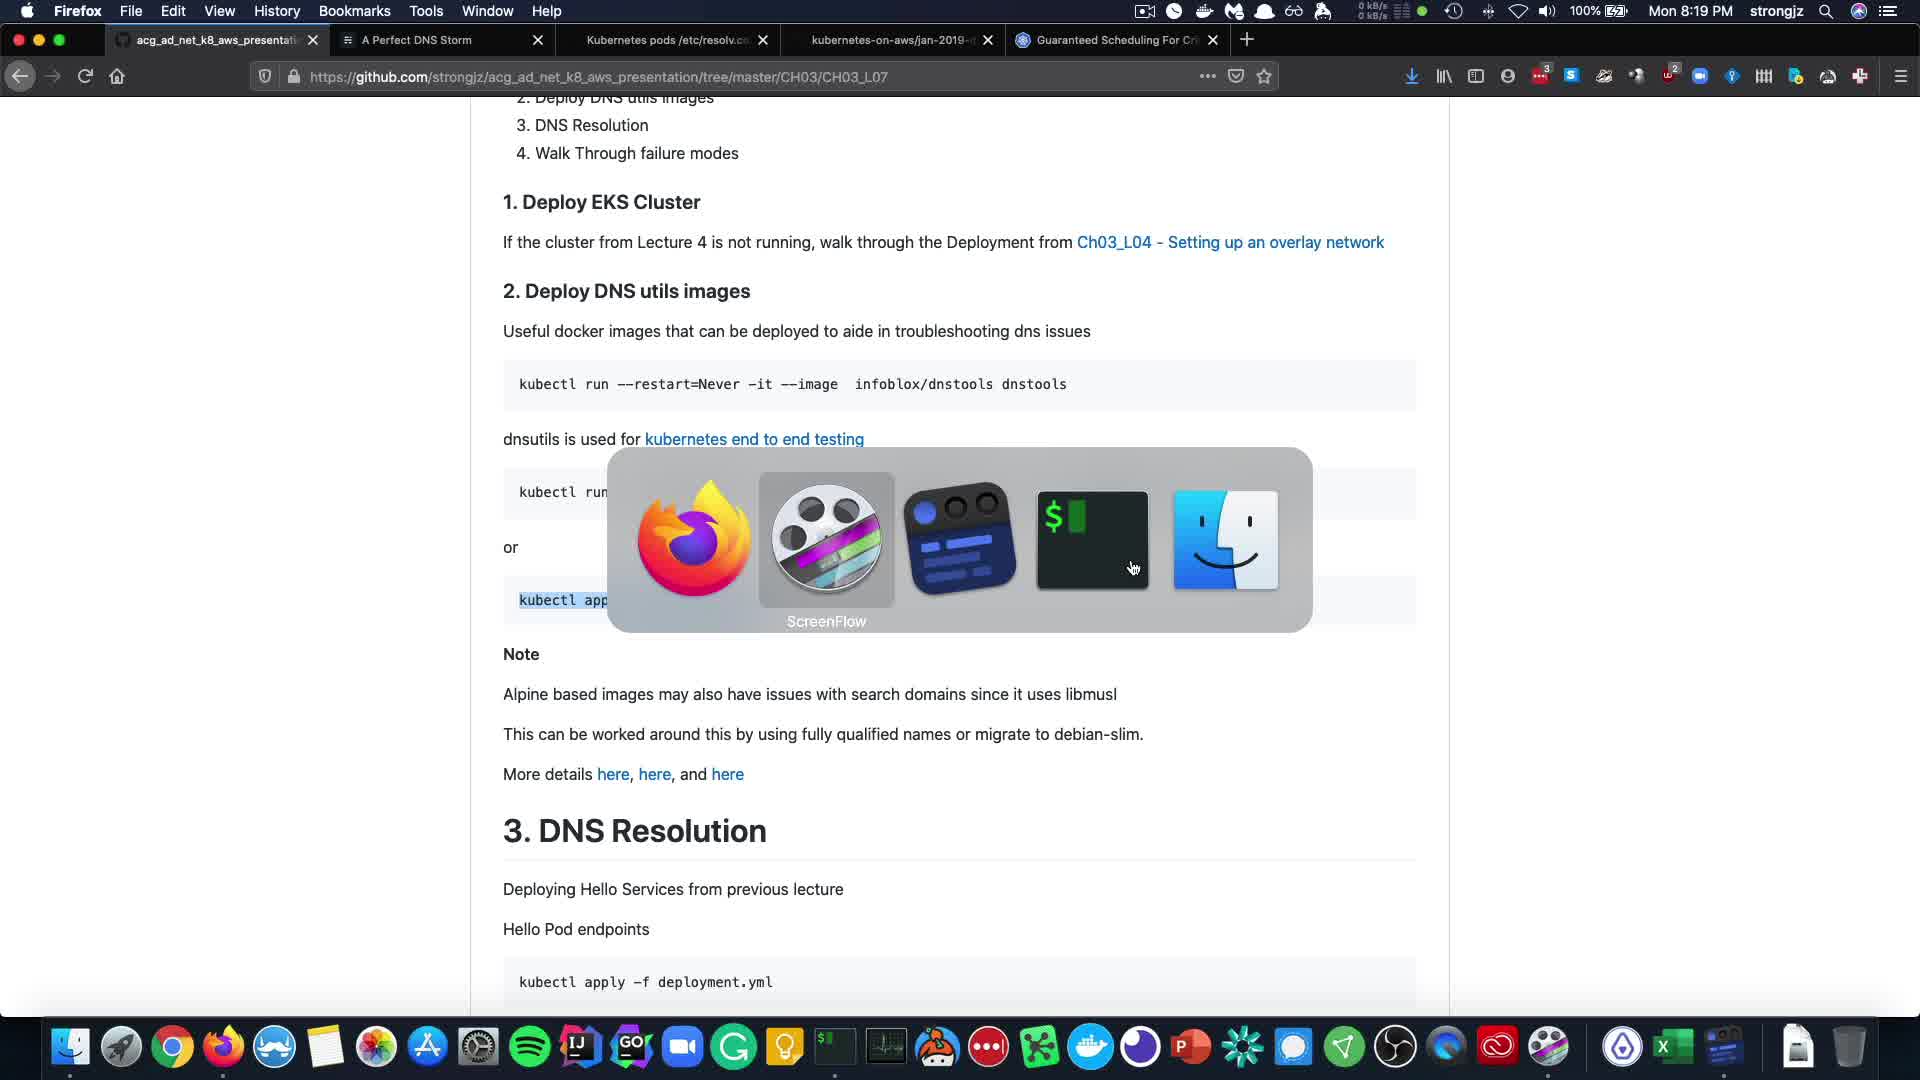 Firefox File Edit View History Bookmarks Tools Window Help
0 kB/s
0 kB/s
100%
Mon 8:19 PM strongjz
acg_ad_net_k8_aws_presentati
A Perfect DNS Storm
Kubernetes pods /etc/resolv.co
kubernetes-on-aws/jan-2019-
Guaranteed Scheduling For Cri
https://github.com/strongjz/acg_ad_net_k8_aws_presentation/tree/master/CH03/CH03_L07
3
2
2. Deploy DNS utils images
3. DNS Resolution
4. Walk Through failure modes
1. Deploy EKS Cluster
If the cluster from Lecture 4 is not running, walk through the Deployment from Ch03_L04 - Setting up an overlay network
2. Deploy DNS utils images
Useful docker images that can be deployed to aide in troubleshooting dns issues
kubectl run --restart=Never -it --image  infoblox/dnstools dnstools
dnsutils is used for kubernetes end to end testing
kubectl run
$
or
kubectl app
ScreenFlow
Note
Alpine based images may also have issues with search domains since it uses libmusl
This can be worked around this by using fully qualified names or migrate to debian-slim.
More details here, here, and here
3. DNS Resolution
Deploying Hello Services from previous lecture
Hello Pod endpoints
kubectl apply -f deployment.yml
IJ
GO
$
P
X